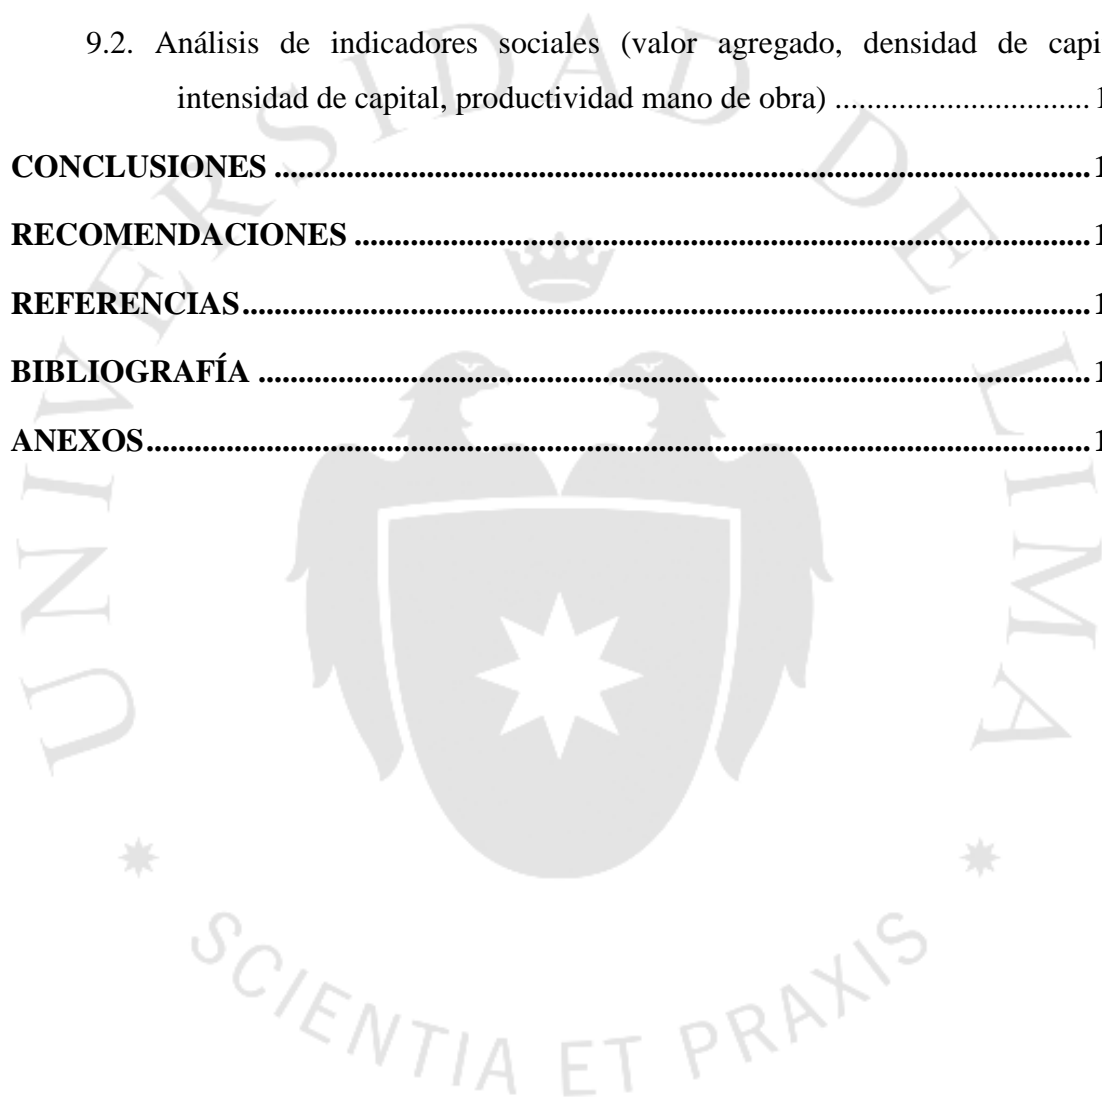 9.2. Análisis de indicadores sociales (valor agregado, densidad de capi
intensidad de capital, productividad mano de obra) ................................ 1
CONCLUSIONES ...................................................................................................... 1
RECOMENDACIONES ............................................................................................ 1
REFERENCIAS.......................................................................................................... 1
BIBLIOGRAFÍA ........................................................................................................ 1
ANEXOS...................................................................................................................... 1
UNIVERSIDAD DE LIMA
SCIENTIA ET PRAXIS